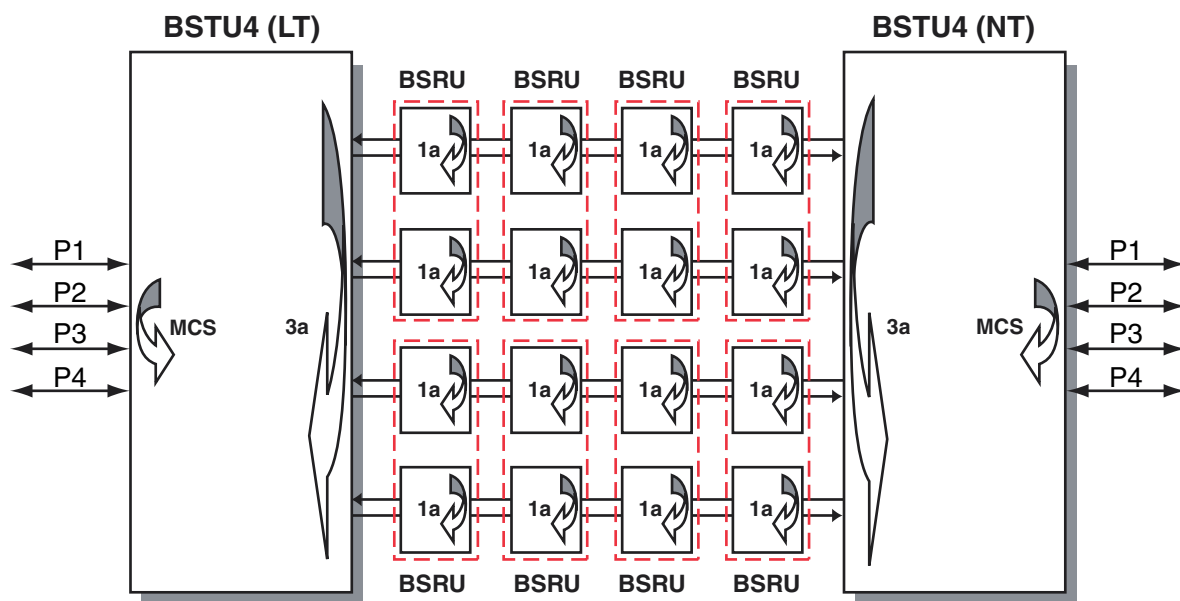 BSTU4 (LT)
BSTU4 (NT)
BSRU BSRU BSRU BSRU
1a 1a 1a 1a
1a 1a 1a 1a
P1
P2
P3
P4
MCS
3a
3a
MCS
P1
P2
P3
P4
1a 1a 1a 1a
1a 1a 1a 1a
BSRU BSRU BSRU BSRU